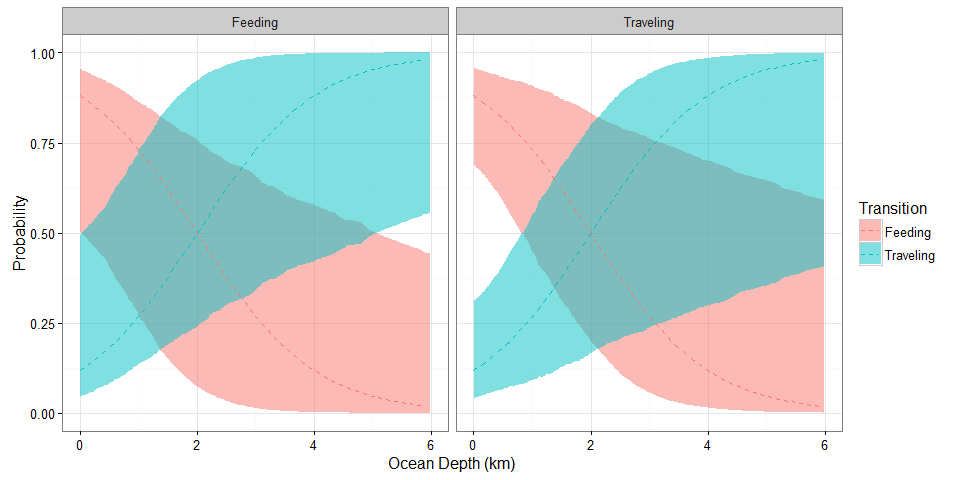 Feeding
Traveling
1.00
0.75
0.50
0.25
0.00
Probability
0 2 4 6
0 2 4 6
Ocean Depth (km)
Transition
Feeding
Traveling